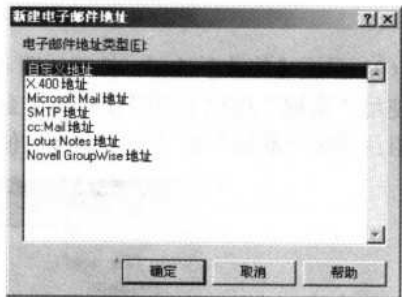 新建电子邮件地址
电子邮件地址类型(E):
自定义地址
X.400 地址
Microsoft Mail 地址
SMTP 地址
cc:Mail 地址
Lotus Notes 地址
Novell GroupWise 地址
确定 取消 帮助